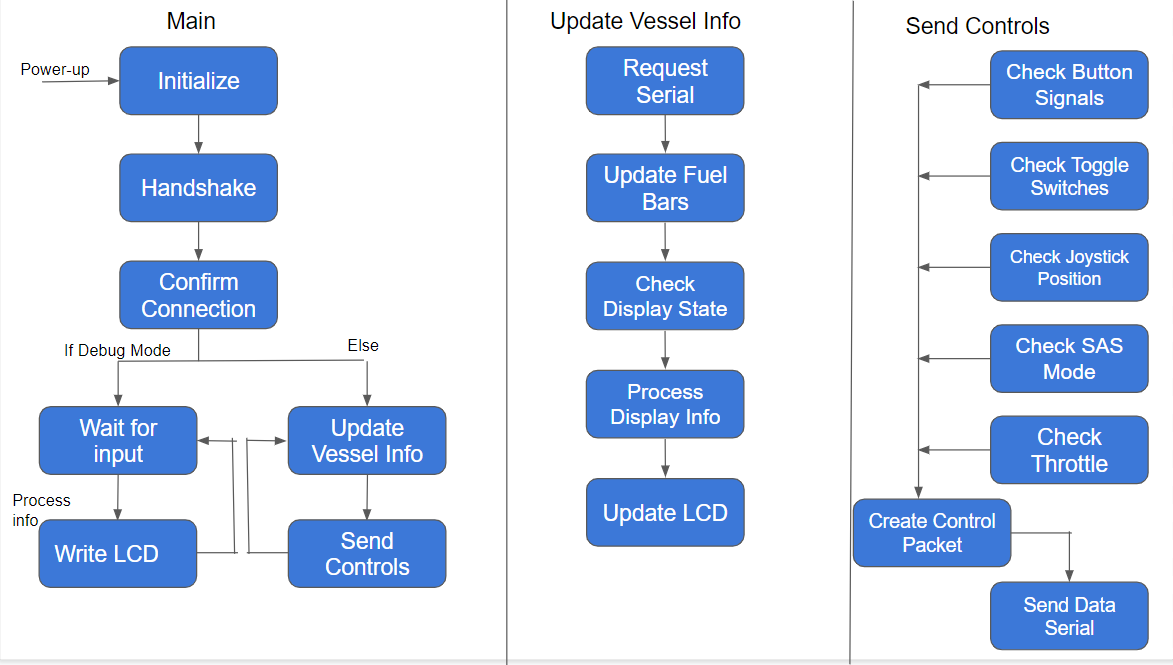 Main
Power-up
Initialize
Handshake
Confirm
Connection
If Debug Mode
Else
Wait for
input
Update
Vessel Info
Process
info
Write LCD
Send
Controls
Update Vessel Info
Request
Serial
Update Fuel
Bars
Check
Display State
Process
Display Info
Update LCD
Send Controls
Check Button
Signals
Check Toggle
Switches
Check Joystick
Position
Check SAS
Mode
Check
Throttle
Create Control
Packet
Send Data
Serial